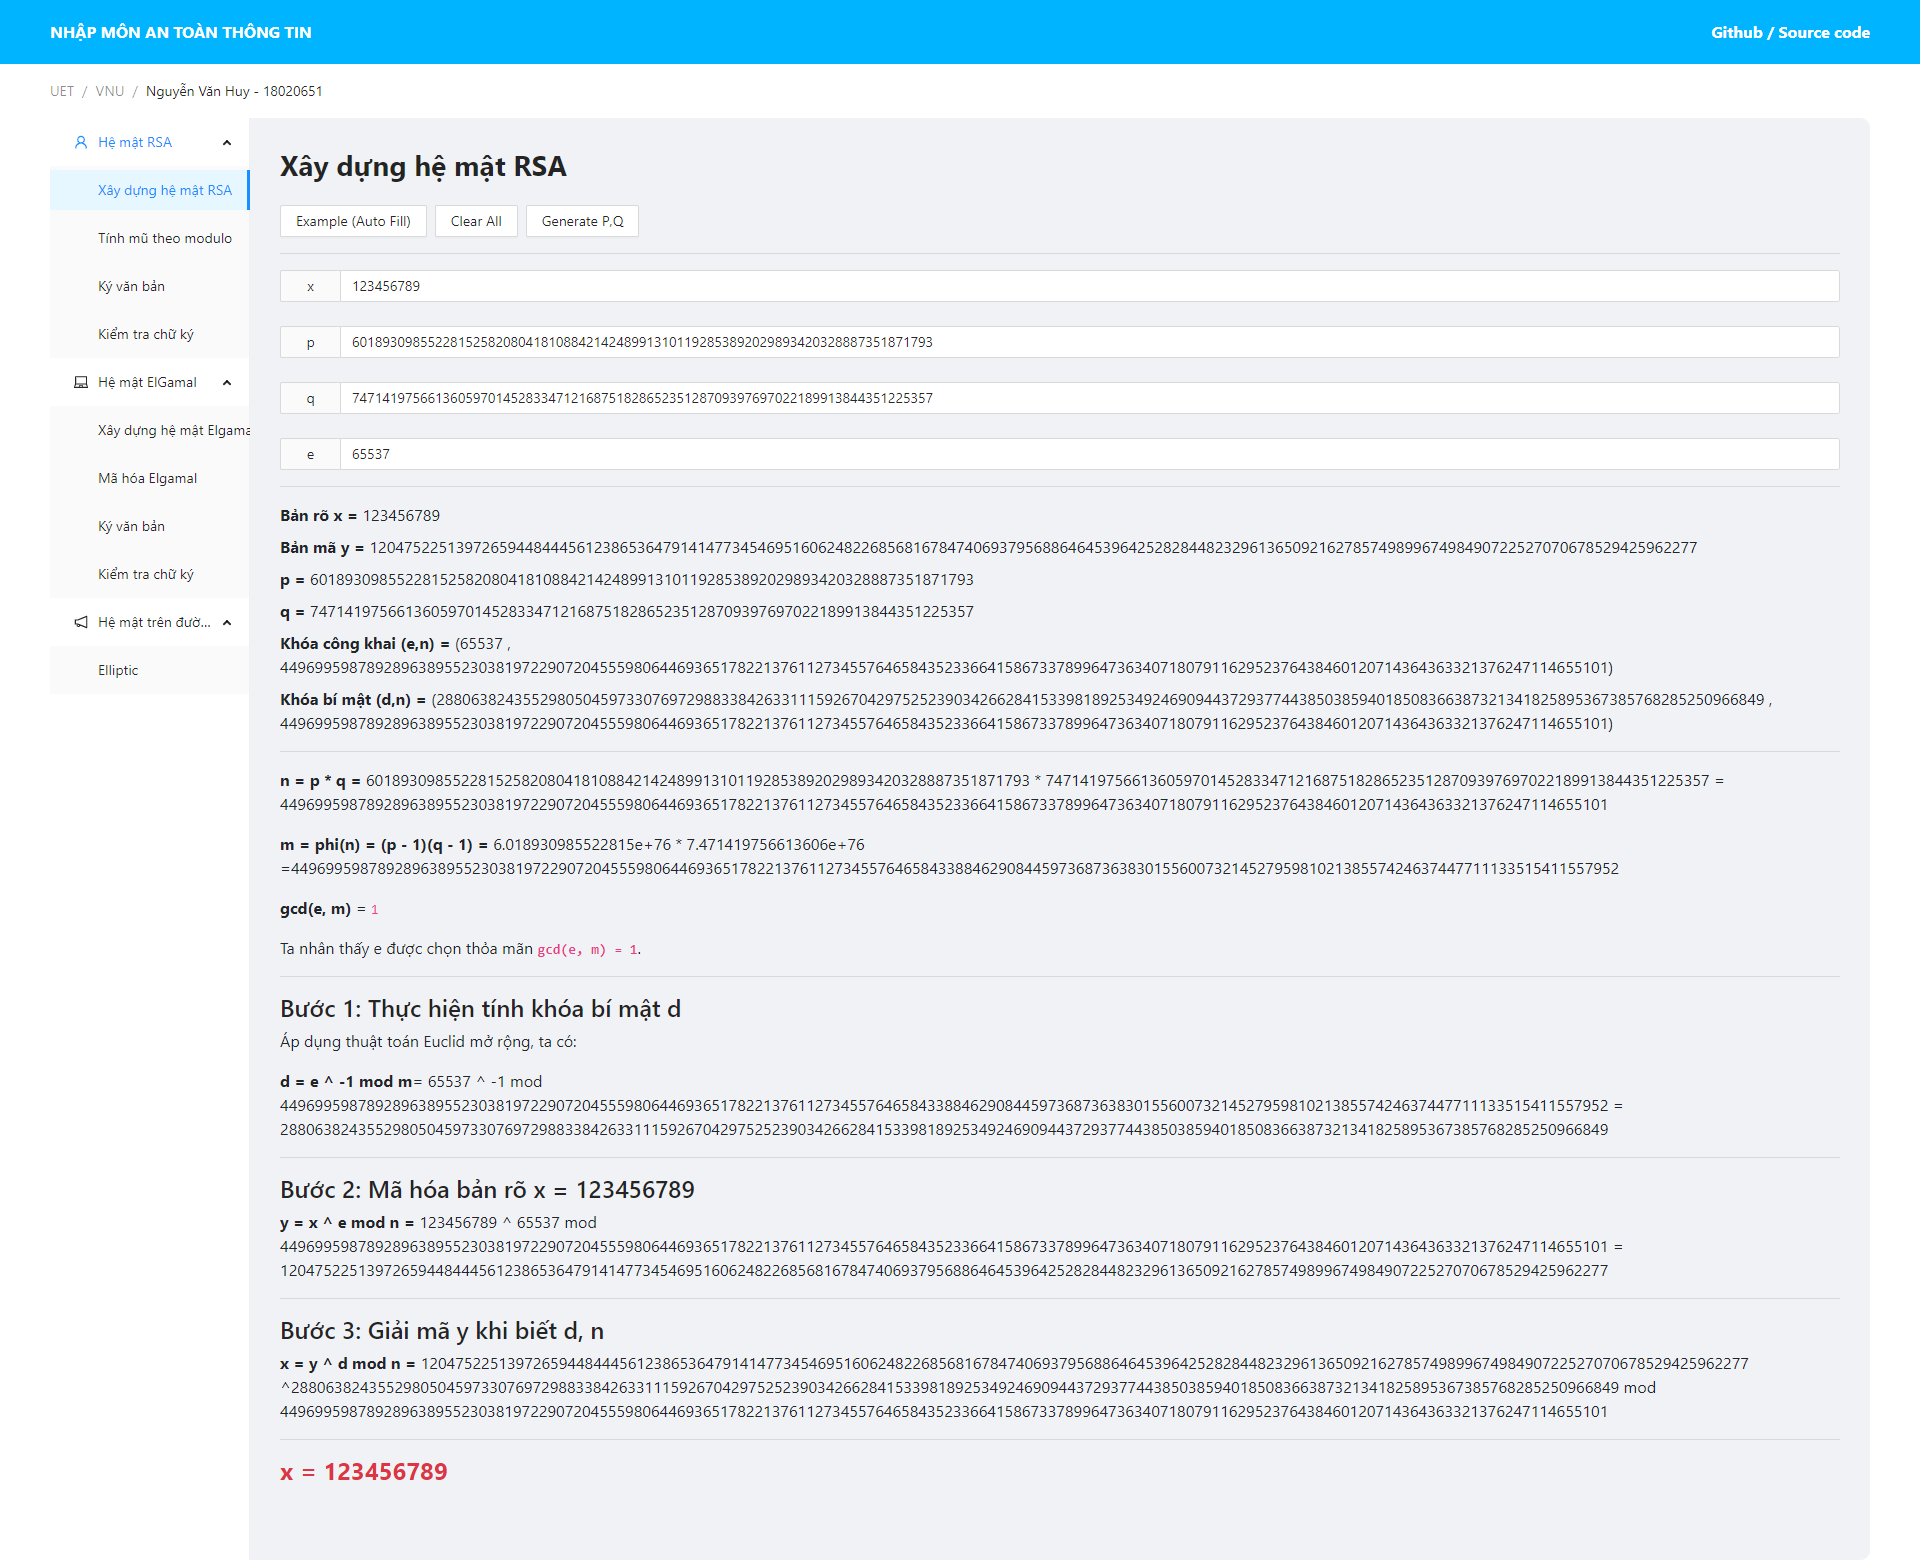 NHẬP MÔN AN TOÀN THÔNG TIN
Github / Source code
UET / VNU / Nguyễn Văn Huy - 18020651
Hệ mật RSA
Xây dựng hệ mật RSA
Tính mũ theo modulo
Ký văn bản
Kiểm tra chữ ký
Hệ mật ElGamal
Xây dựng hệ mật Elgama
Mã hóa Elgamal
Ký văn bản
Kiểm tra chữ ký
Hệ mật trên đườ...
Elliptic
Xây dựng hệ mật RSA
Example (Auto Fill)
Clear All
Generate P,Q
x 123456789
p 60189309855228152582080418108842142489913101192853892029893420328887351871793
q 74714197566136059701452833471216875182865235128709397697022189913844351225357
e 65537
Bản rõ x = 123456789
Bản mã y = 1204752251397265944844456123865364791414773454695160624822685681678474069379568864645396425282844823296136509216278574989967498490722527070678529425962277
p = 60189309855228152582080418108842142489913101192853892029893420328887351871793
q = 74714197566136059701452833471216875182865235128709397697022189913844351225357
Khóa công khai (e,n) = (65537 ,
4496995987892896389552303819722907204555980644693651782213761127345576465843523366415867337899647363407180791162952376438460120714364363321376247114655101)
Khóa bí mật (d,n) = (2880638243552980504597330769729883384263311159267042975252390342662841533981892534924690944372937744385038594018508366387321341825895367385768285250966849 ,
4496995987892896389552303819722907204555980644693651782213761127345576465843523366415867337899647363407180791162952376438460120714364363321376247114655101)
n = p * q = 60189309855228152582080418108842142489913101192853892029893420328887351871793 * 74714197566136059701452833471216875182865235128709397697022189913844351225357 =
4496995987892896389552303819722907204555980644693651782213761127345576465843523366415867337899647363407180791162952376438460120714364363321376247114655101
m = phi(n) = (p - 1)(q - 1) = 6.018930985522815e+76 * 7.471419756613606e+76
=4496995987892896389552303819722907204555980644693651782213761127345576465843388462908445973687363830155600732145279598102138557424637447711133515411557952
gcd(e, m) = 1
Ta nhân thấy e được chọn thỏa mãn gcd(e, m) = 1.
Bước 1: Thực hiện tính khóa bí mật d
Áp dụng thuật toán Euclid mở rộng, ta có:
d = e ^ -1 mod m= 65537 ^ -1 mod
4496995987892896389552303819722907204555980644693651782213761127345576465843388462908445973687363830155600732145279598102138557424637447711133515411557952 =
2880638243552980504597330769729883384263311159267042975252390342662841533981892534924690944372937744385038594018508366387321341825895367385768285250966849
Bước 2: Mã hóa bản rõ x = 123456789
y = x ^ e mod n = 123456789 ^ 65537 mod
4496995987892896389552303819722907204555980644693651782213761127345576465843523366415867337899647363407180791162952376438460120714364363321376247114655101 =
1204752251397265944844456123865364791414773454695160624822685681678474069379568864645396425282844823296136509216278574989967498490722527070678529425962277
Bước 3: Giải mã y khi biết d, n
x = y ^ d mod n = 1204752251397265944844456123865364791414773454695160624822685681678474069379568864645396425282844823296136509216278574989967498490722527070678529425962277
^2880638243552980504597330769729883384263311159267042975252390342662841533981892534924690944372937744385038594018508366387321341825895367385768285250966849 mod
4496995987892896389552303819722907204555980644693651782213761127345576465843523366415867337899647363407180791162952376438460120714364363321376247114655101
x = 123456789